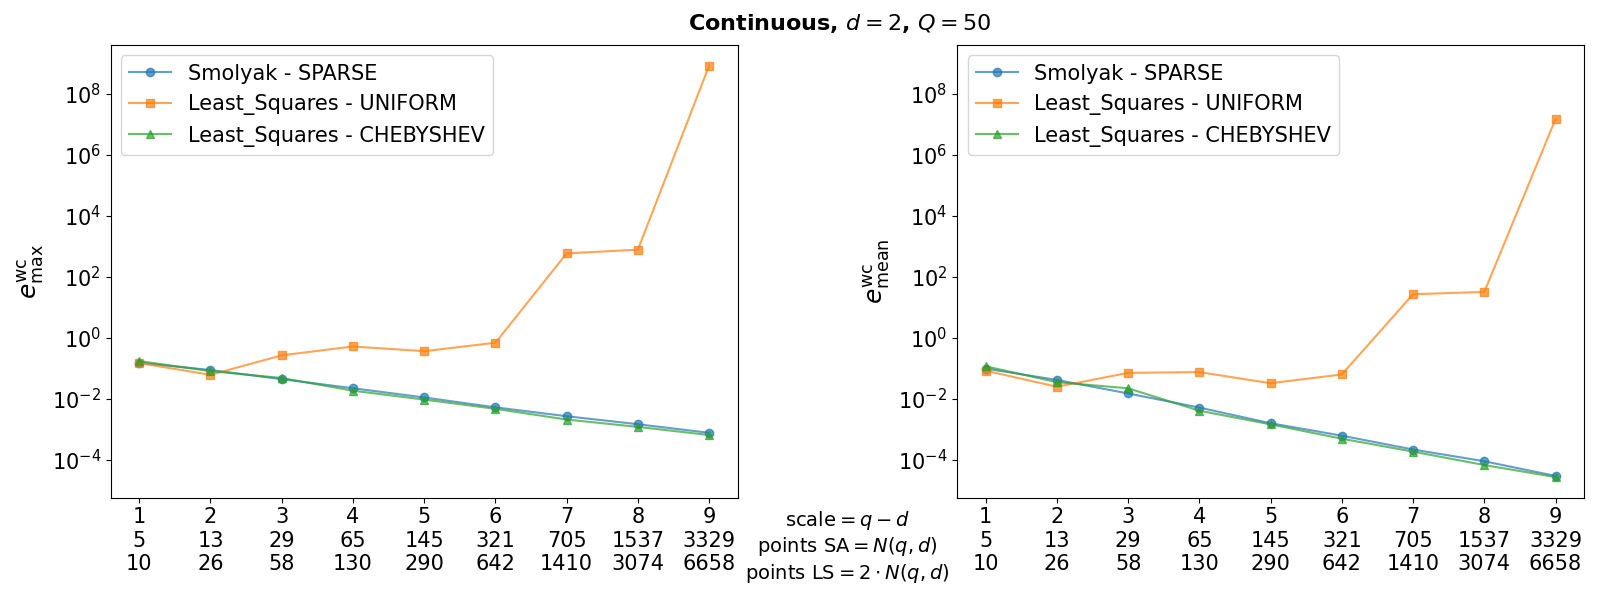 Continuous, d = 2, Q = 50
Smolyak - SPARSE
Least_Squares - UNIFORM
Least_Squares - CHEBYSHEV
e^wc_max
10^8
10^6
10^4
10^2
10^0
10^−2
10^−4
1 2 3 4 5 6 7 8 9
5 13 29 65 145 321 705 1537 3329
10 26 58 130 290 642 1410 3074 6658
scale = q − d
points SA = N(q, d)
points LS = 2 · N(q, d)
Smolyak - SPARSE
Least_Squares - UNIFORM
Least_Squares - CHEBYSHEV
e^wc_mean
10^8
10^6
10^4
10^2
10^0
10^−2
10^−4
1 2 3 4 5 6 7 8 9
5 13 29 65 145 321 705 1537 3329
10 26 58 130 290 642 1410 3074 6658